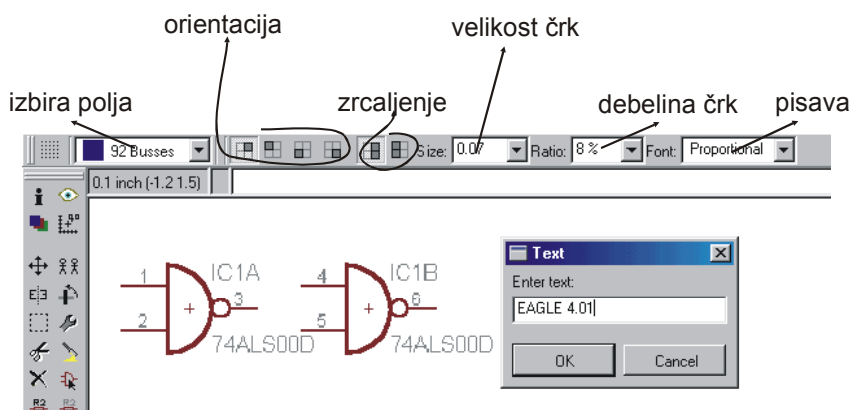 orientacija velikost črk
izbira polja zrcaljenje debelina črk pisava
92 Busses Size: 0.07 Ratio: 8 % Font: Proportional
0.1 inch (-1.2 1.5)
Text
Enter text:
EAGLE 4.01
OK Cancel
1 IC1A 4 IC1B
3 6
2 5
74ALS00D 74ALS00D
R2 R2